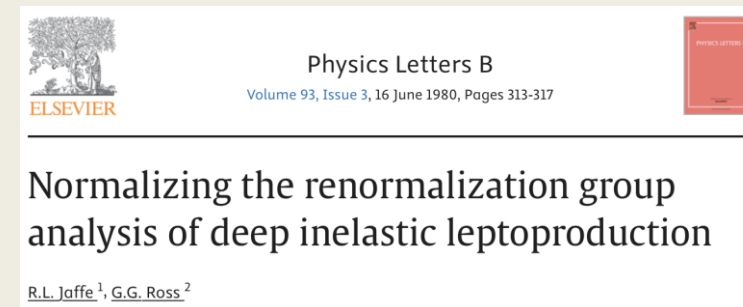 ELSEVIER
Physics Letters B
Volume 93, Issue 3, 16 June 1980, Pages 313-317
PHYSICS LETTERS
Normalizing the renormalization group
analysis of deep inelastic leptoproduction
R.L. Jaffe 1, G.G. Ross 2